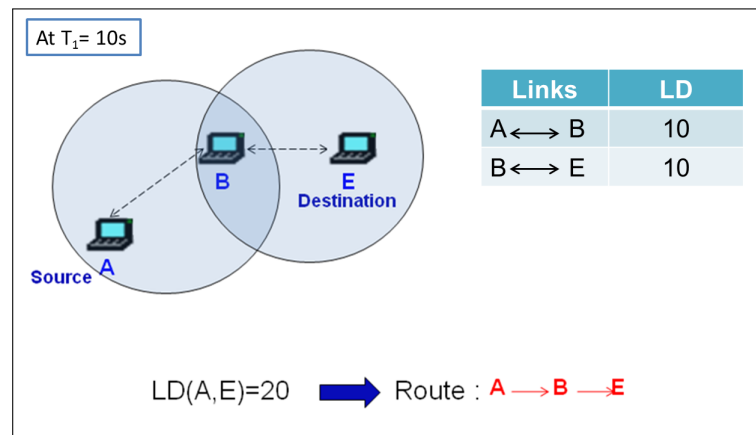 At T₁= 10s
Links LD
A ⟷ B 10
B ⟷ E 10
B
E
Destination
A
Source
LD(A,E)=20 Route : A → B → E